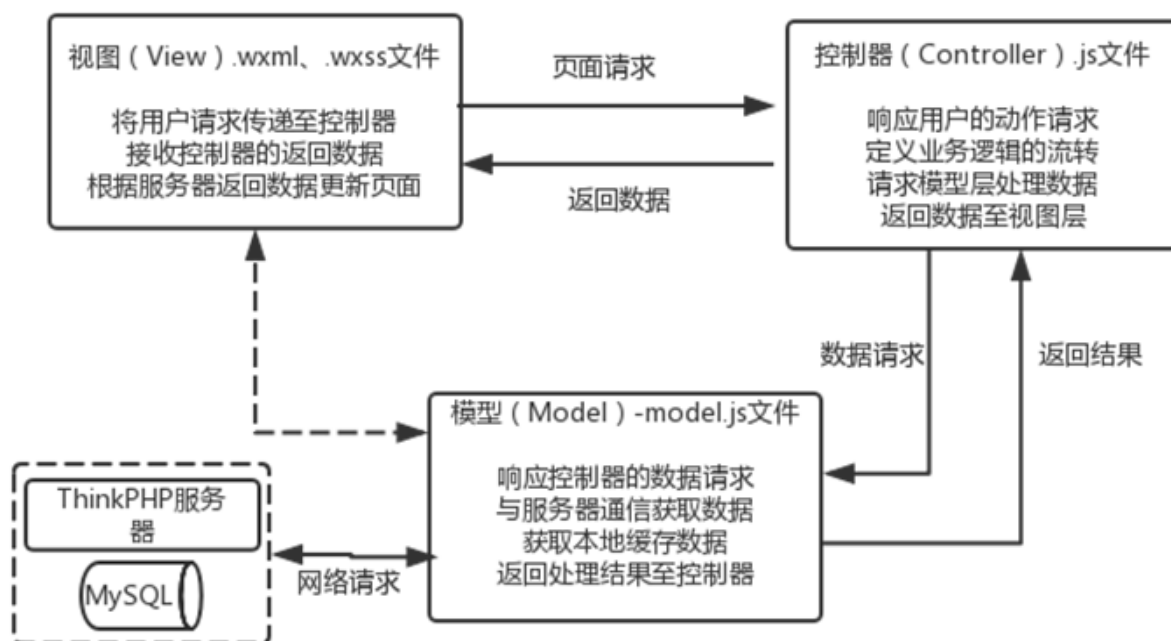 视图（View）.wxml、.wxss文件
将用户请求传递至控制器
接收控制器的返回数据
根据服务器返回数据更新页面
页面请求
返回数据
控制器（Controller）.js文件
响应用户的动作请求
定义业务逻辑的流转
请求模型层处理数据
返回数据至视图层
数据请求
返回结果
模型（Model）-model.js文件
响应控制器的数据请求
与服务器通信获取数据
获取本地缓存数据
返回处理结果至控制器
ThinkPHP服务
器
MySQL
网络请求